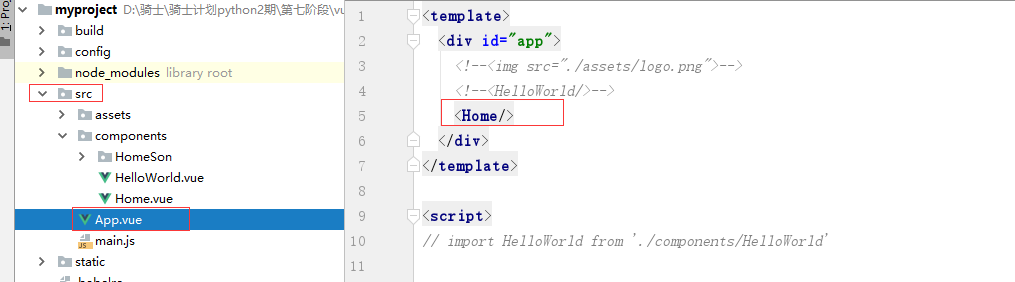 1: Pro
myproject D:\骑士\骑士计划python2期\第七阶段\vu
build
config
node_modules library root
src
assets
components
HomeSon
HelloWorld.vue
Home.vue
App.vue
main.js
static
1 <template>
2 <div id="app">
3 <!--<img src="./assets/logo.png">-->
4 <!--<HelloWorld/>-->
5 <Home/>
6 </div>
7 </template>
8
9 <script>
10 // import HelloWorld from './components/HelloWorld'
11